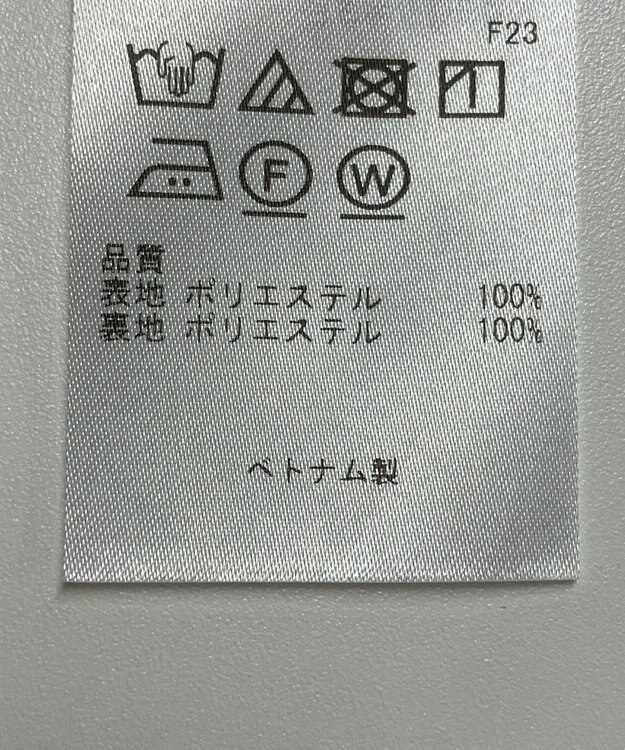 F23
F W
品質
表地 ポリエステル 100%
裏地 ポリエステル 100%
ベトナム製